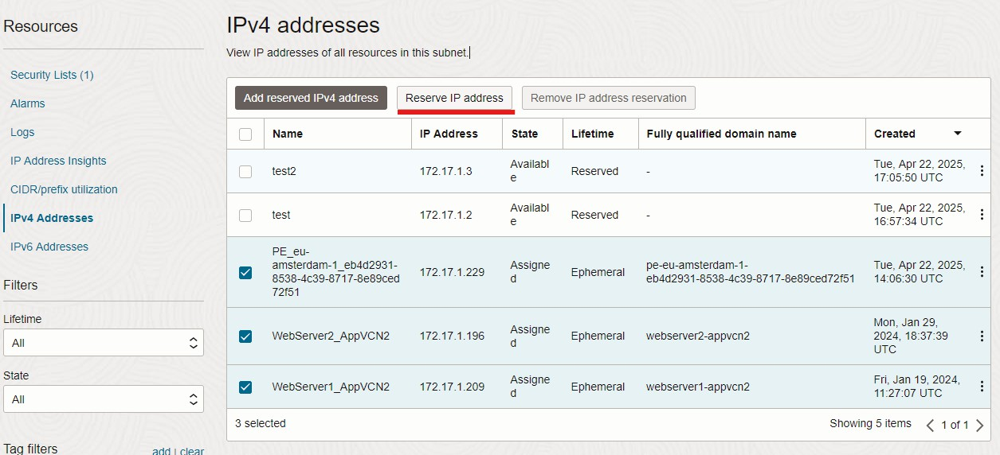 Resources
Security Lists (1)
Alarms
Logs
IP Address Insights
CIDR/prefix utilization
IPv4 Addresses
IPv6 Addresses
Filters
Lifetime
All
State
All
Tag filters
add | clear
IPv4 addresses
View IP addresses of all resources in this subnet.
Add reserved IPv4 address Reserve IP address Remove IP address reservation
Name IP Address State Lifetime Fully qualified domain name Created
test2 172.17.1.3 Availabl Reserved - Tue, Apr 22, 2025,
e 17:05:50 UTC
test 172.17.1.2 Availabl Reserved - Tue, Apr 22, 2025,
e 16:57:34 UTC
PE_eu-
amsterdam-1_eb4d2931- Assigne pe-eu-amsterdam-1- Tue, Apr 22, 2025,
172.17.1.229 Ephemeral
8538-4c39-8717-8e89ced d eb4d2931-8538-4c39-8717-8e89ced72f51 14:06:30 UTC
72f51
Mon, Jan 29,
WebServer2_AppVCN2 172.17.1.196 Assigne Ephemeral webserver2-appvcn2 2024, 18:37:39
d UTC
WebServer1_AppVCN2 172.17.1.209 Assigne Ephemeral webserver1-appvcn2 Fri, Jan 19, 2024,
d 11:27:07 UTC
3 selected Showing 5 items 1 of 1